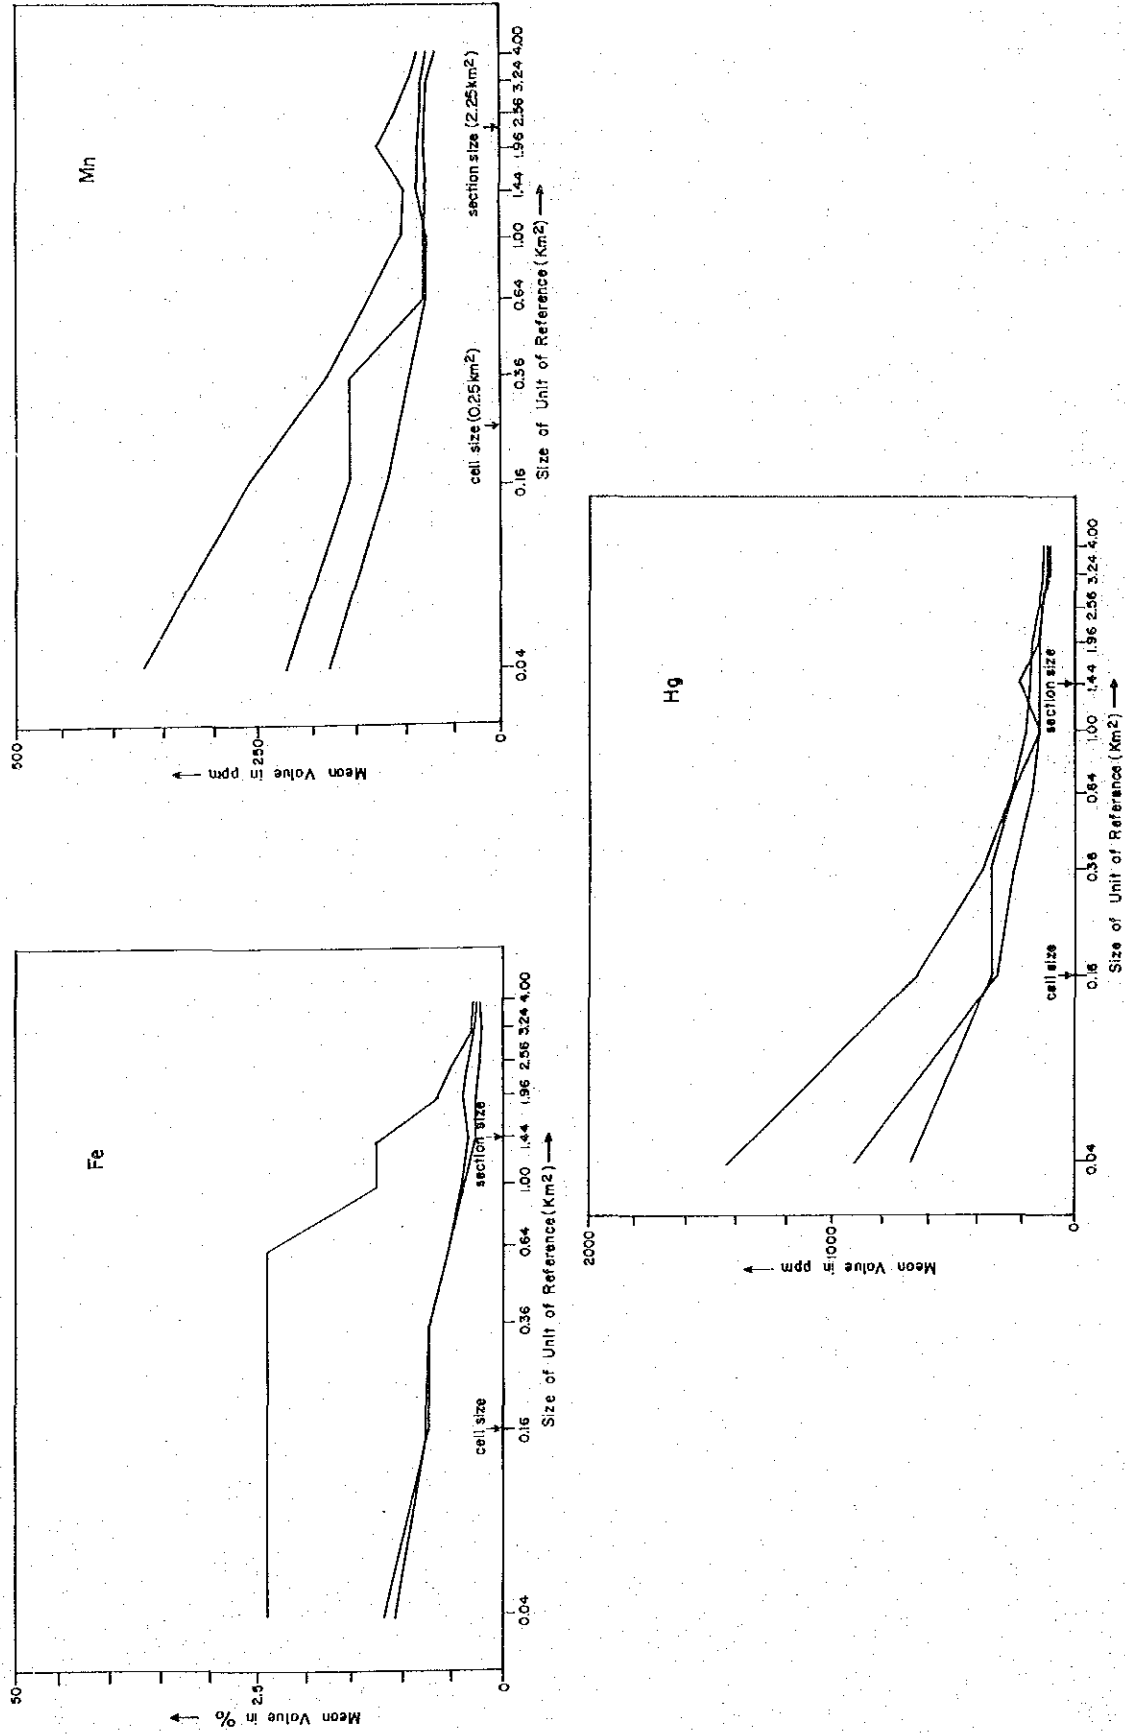 Fe
Mean Value in %
50
2.5
0
cell size
section size
0.04
0.16
0.36
0.64
1.00
1.44
1.96
2.56
3.24
4.00
Size of Unit of Reference (Km²)
Mn
Mean Value in ppm
500
250
0
cell size (0.25km²)
section size (2.25km²)
0.04
0.16
0.36
0.64
1.00
1.44
1.96
2.56
3.24
4.00
Size of Unit of Reference (Km²)
Hg
Mean Value in ppm
2000
1000
0
cell size
section size
0.04
0.16
0.36
0.64
1.00
1.44
1.96
2.56
3.24
4.00
Size of Unit of Reference (Km²)